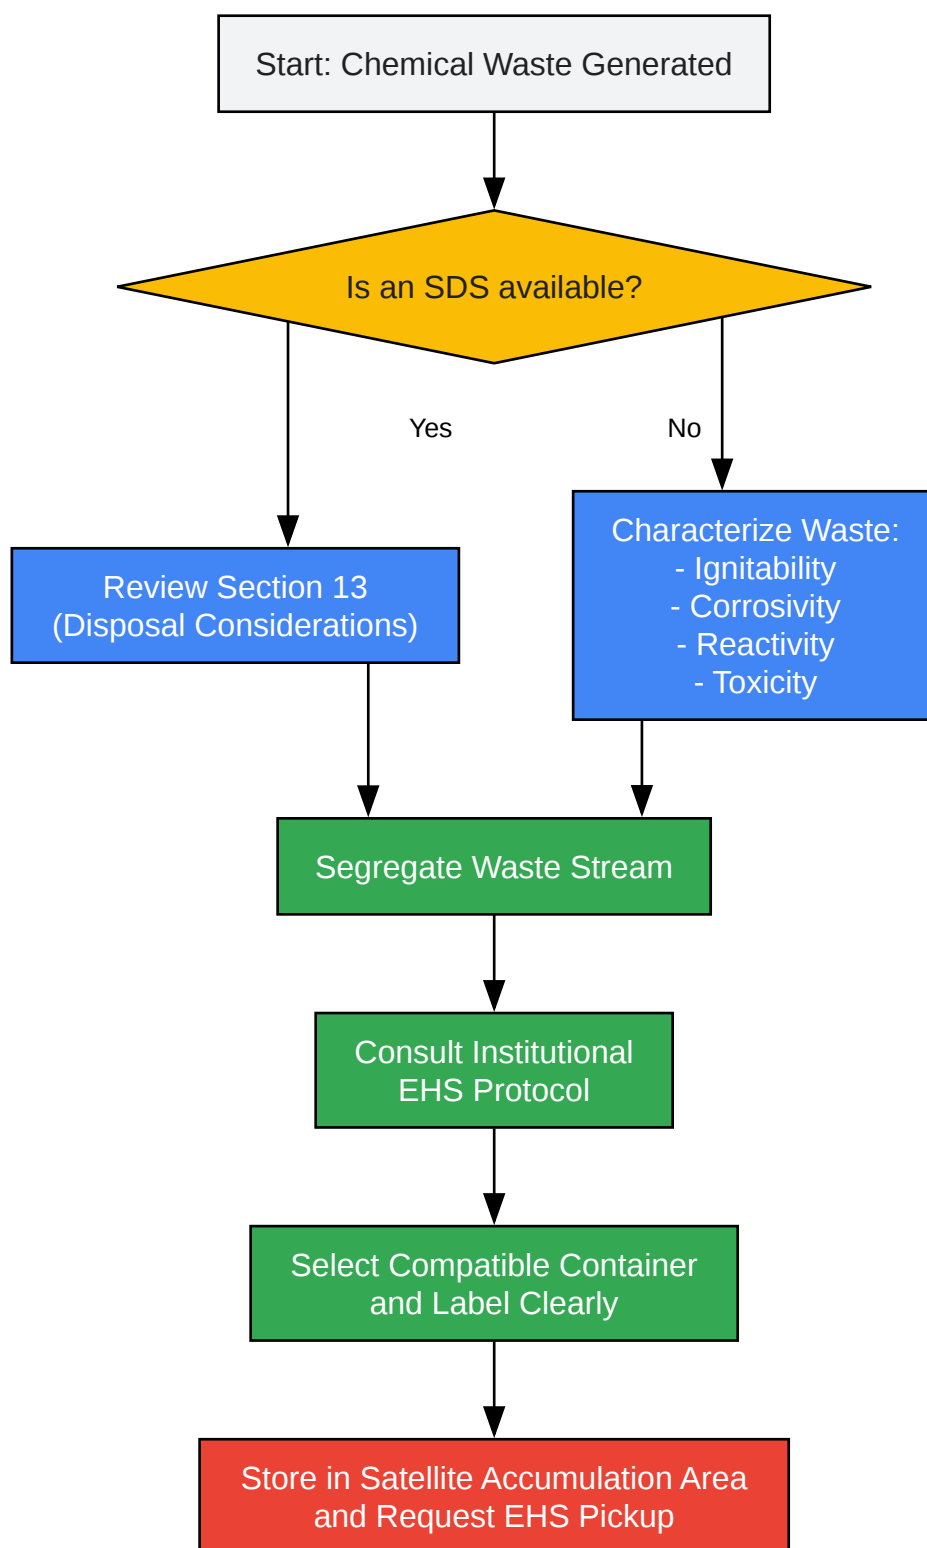 Start: Chemical Waste Generated
Is an SDS available?
Yes
No
Review Section 13
(Disposal Considerations)
Characterize Waste:
- Ignitability
- Corrosivity
- Reactivity
- Toxicity
Segregate Waste Stream
Consult Institutional
EHS Protocol
Select Compatible Container
and Label Clearly
Store in Satellite Accumulation Area
and Request EHS Pickup